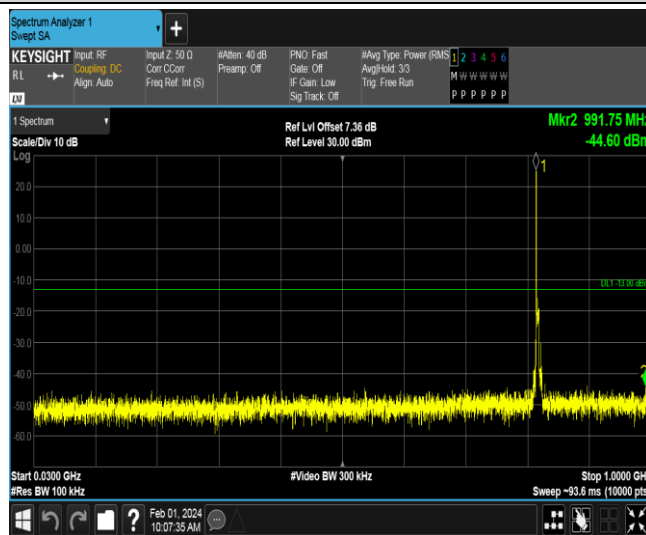 Spectrum Analyzer 1
Swept SA
+
KEYSIGHT
RL
LXI
Input: RF
Coupling: DC
Align: Auto
Input Z: 50 Ω
Corr CCorr
Freq Ref: Int (S)
#Atten: 40 dB
Preamp: Off
PNO: Fast
Gate: Off
IF Gain: Low
Sig Track: Off
#Avg Type: Power (RMS
Avg|Hold: 3/3
Trig: Free Run
1 2 3 4 5 6
M W W W W W
P P P P P P
1 Spectrum
Scale/Div 10 dB
Log
Ref Lvl Offset 7.36 dB
Ref Level 30.00 dBm
Mkr2 991.75 MHz
-44.60 dBm
1
20.0
10.0
0.00
-10.0
DL1 -13.00 dBm
-20.0
-30.0
-40.0
2
-50.0
-60.0
Start 0.0300 GHz
#Res BW 100 kHz
#Video BW 300 kHz
Stop 1.0000 GHz
Sweep ~93.6 ms (10000 pts
?
Feb 01, 2024
10:07:35 AM